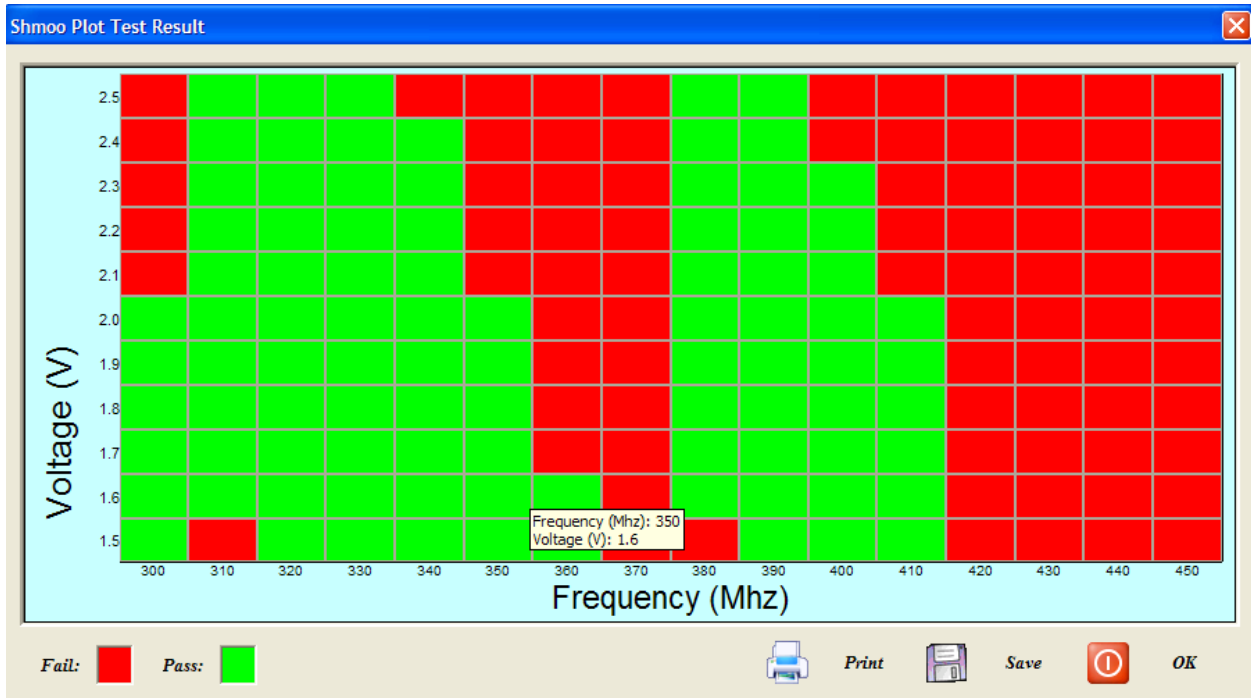 Shmoo Plot Test Result
2.5
2.4
2.3
2.2
2.1
2.0
1.9
1.8
1.7
1.6
1.5
Voltage (V)
Frequency (Mhz): 350
Voltage (V): 1.6
300 310 320 330 340 350 360 370 380 390 400 410 420 430 440 450
Frequency (Mhz)
Fail: Pass: Print Save OK